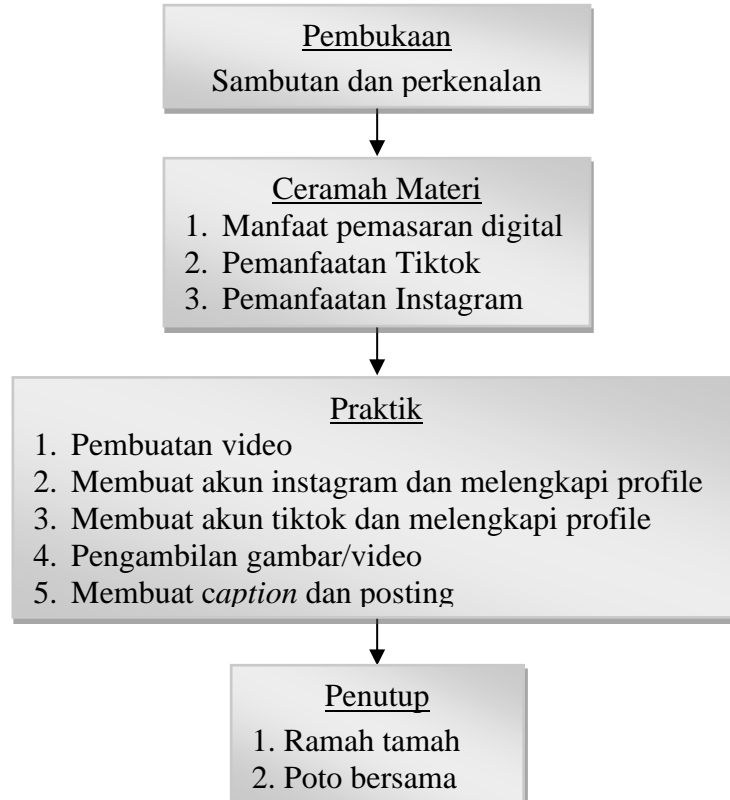 Pembukaan
Sambutan dan perkenalan
Ceramah Materi
1. Manfaat pemasaran digital
2. Pemanfaatan Tiktok
3. Pemanfaatan Instagram
Praktik
1. Pembuatan video
2. Membuat akun instagram dan melengkapi profile
3. Membuat akun tiktok dan melengkapi profile
4. Pengambilan gambar/video
5. Membuat caption dan posting
Penutup
1. Ramah tamah
2. Poto bersama